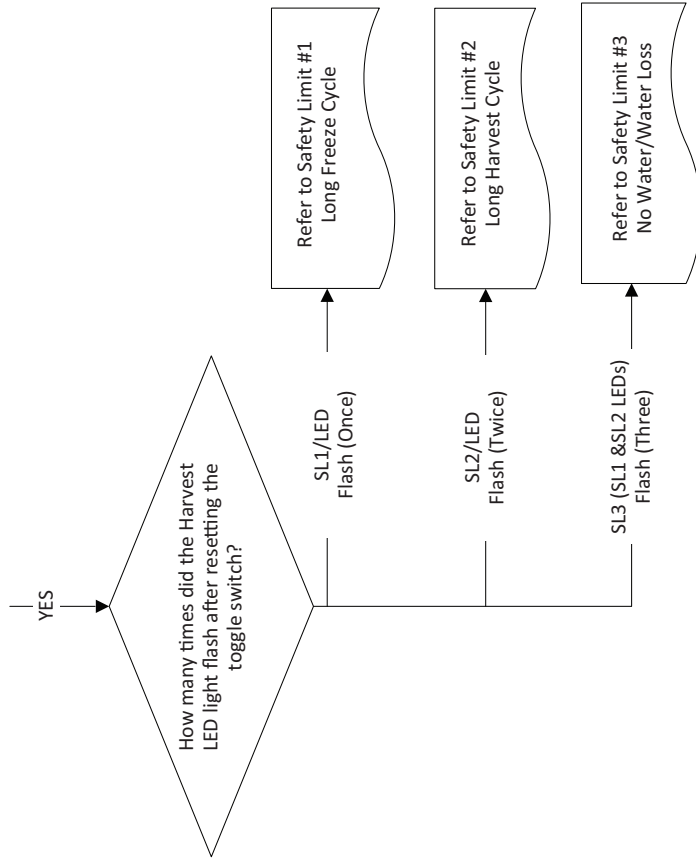 YES
How many times did the Harvest
LED light flash after resetting the
toggle switch?
SL1/LED
Flash (Once)
Refer to Safety Limit #1
Long Freeze Cycle
SL2/LED
Flash (Twice)
Refer to Safety Limit #2
Long Harvest Cycle
SL3 (SL1 &SL2 LEDs)
Flash (Three)
Refer to Safety Limit #3
No Water/Water Loss